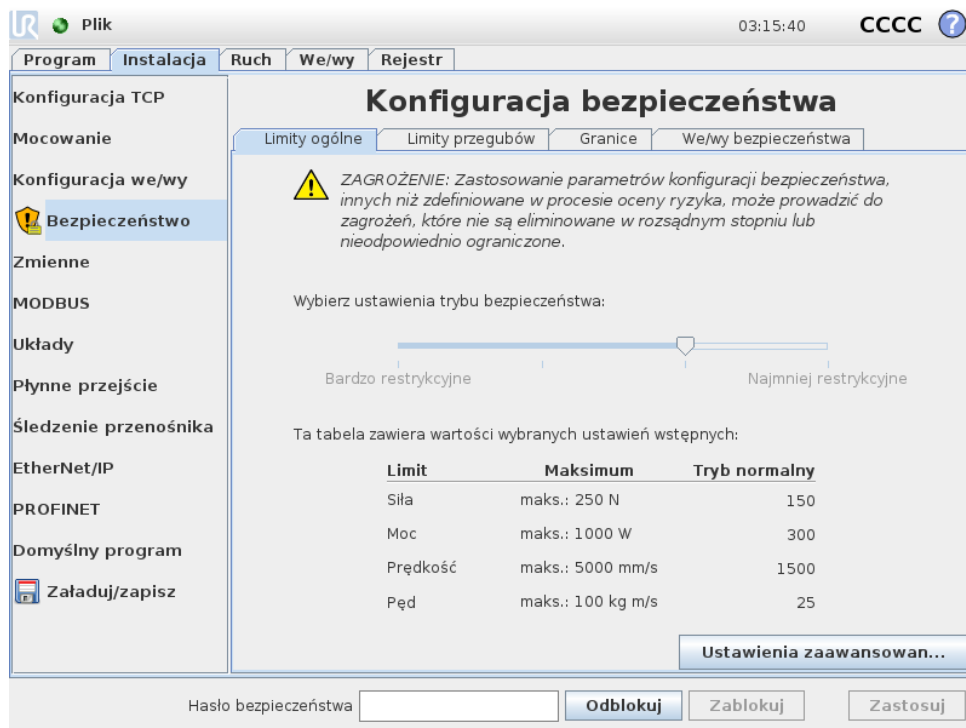 UR Plik 03:15:40 CCCC ?
Program Instalacja Ruch We/wy Rejestr
Konfiguracja TCP
Mocowanie
Konfiguracja we/wy
Bezpieczeństwo
Zmienne
MODBUS
Układy
Płynne przejście
Śledzenie przenośnika
EtherNet/IP
PROFINET
Domyślny program
Załaduj/zapisz
Konfiguracja bezpieczeństwa
Limity ogólne Limity przegubów Granice We/wy bezpieczeństwa
ZAGROŻENIE: Zastosowanie parametrów konfiguracji bezpieczeństwa,
innych niż zdefiniowane w procesie oceny ryzyka, może prowadzić do
zagrożeń, które nie są eliminowane w rozsądnym stopniu lub
nieodpowiednio ograniczone.
Wybierz ustawienia trybu bezpieczeństwa:
Bardzo restrykcyjne Najmniej restrykcyjne
Ta tabela zawiera wartości wybranych ustawień wstępnych:
Limit Maksimum Tryb normalny
Siła maks.: 250 N 150
Moc maks.: 1000 W 300
Prędkość maks.: 5000 mm/s 1500
Pęd maks.: 100 kg m/s 25
Ustawienia zaawansowan...
Hasło bezpieczeństwa Odblokuj Zablokuj Zastosuj